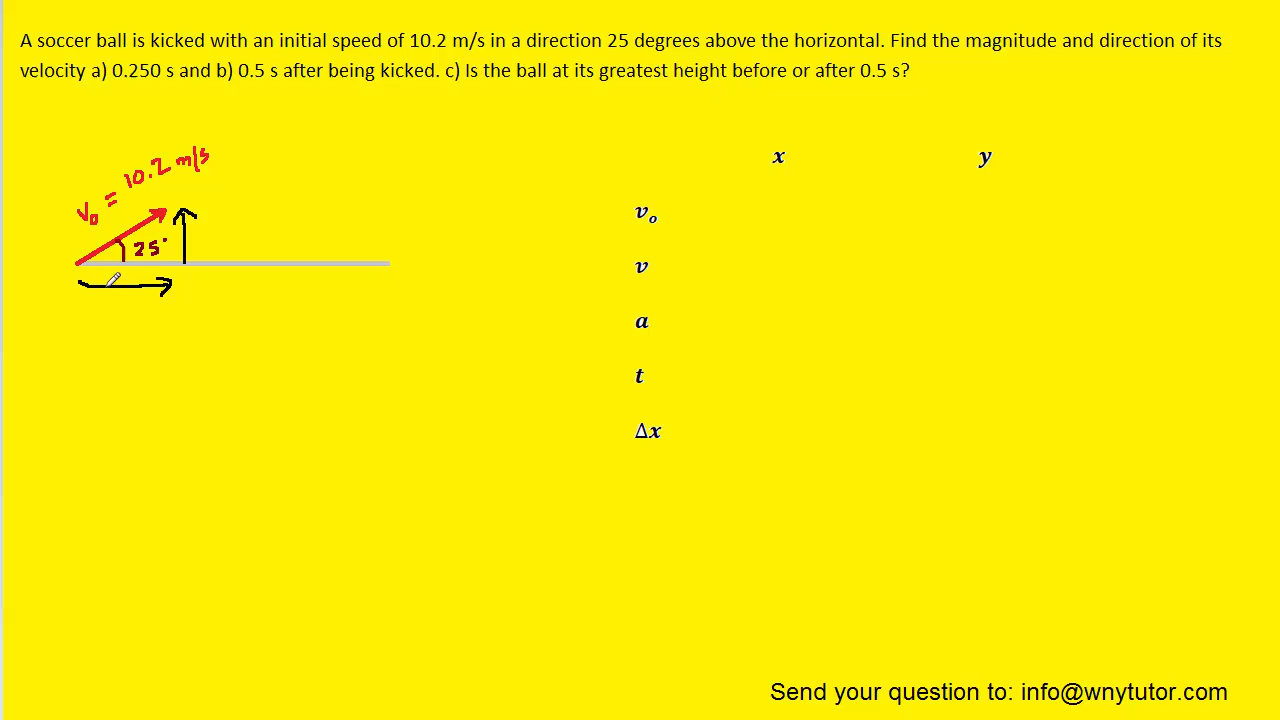 A soccer ball is kicked with an initial speed of 10.2 m/s in a direction 25 degrees above the horizontal. Find the magnitude and direction of its
velocity a) 0.250 s and b) 0.5 s after being kicked. c) Is the ball at its greatest height before or after 0.5 s?
v₀ = 10.2 m/s
25°
x y
vₒ
v
a
t
Δx
Send your question to: info@wnytutor.com